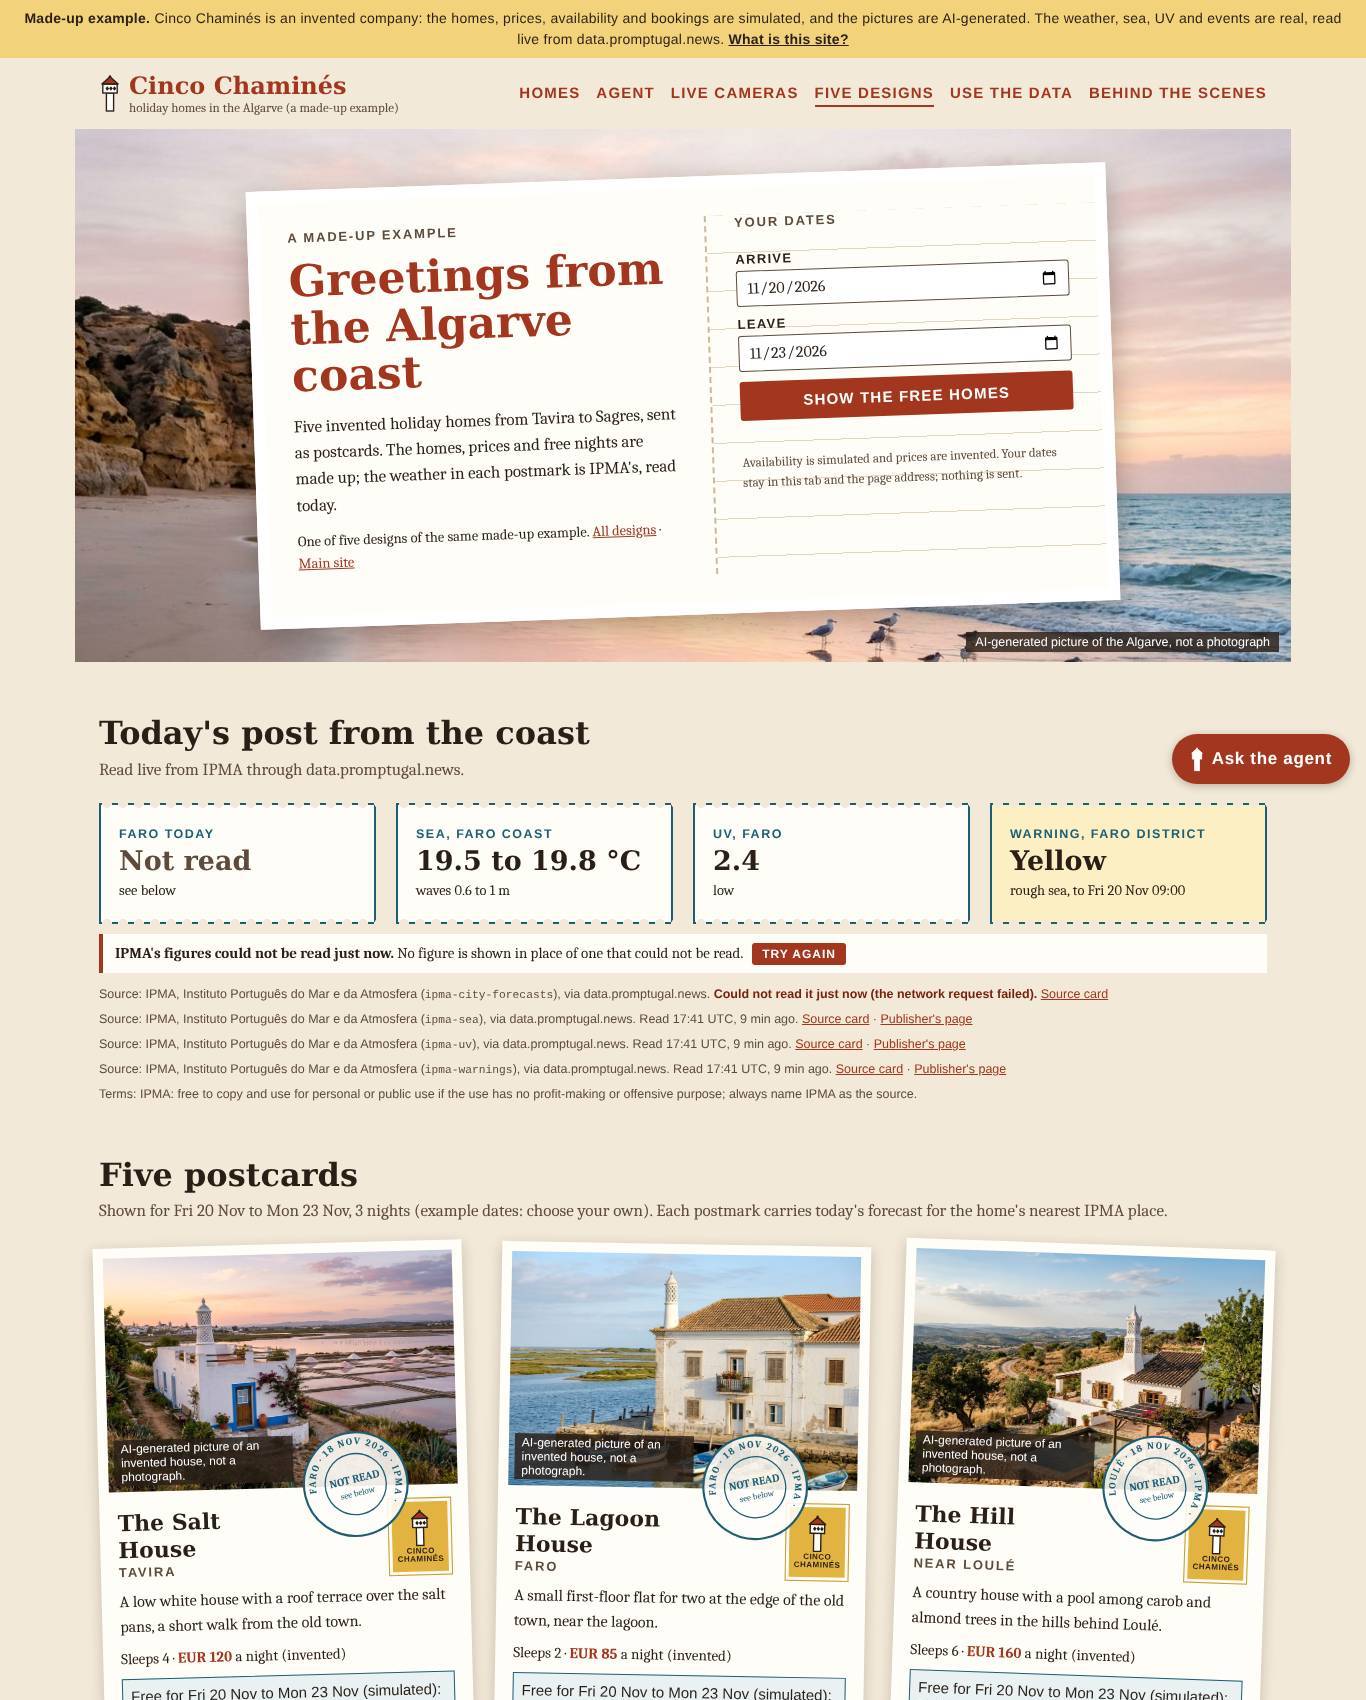 Made-up example. Cinco Chaminés is an invented company: the homes, prices, availability and bookings are simulated, and the pictures are AI-generated. The weather, sea, UV and events are real, read
live from data.promptugal.news. What is this site?
Cinco Chaminés
holiday homes in the Algarve (a made-up example)
HOMES AGENT LIVE CAMERAS FIVE DESIGNS USE THE DATA BEHIND THE SCENES
A MADE-UP EXAMPLE
Greetings from
the Algarve
coast
Five invented holiday homes from Tavira to Sagres, sent
as postcards. The homes, prices and free nights are
made up; the weather in each postmark is IPMA's, read
today.
One of five designs of the same made-up example. All designs ·
Main site
YOUR DATES
ARRIVE
11/20/2026
LEAVE
11/23/2026
SHOW THE FREE HOMES
Availability is simulated and prices are invented. Your dates
stay in this tab and the page address; nothing is sent.
AI-generated picture of the Algarve, not a photograph
Today's post from the coast
Read live from IPMA through data.promptugal.news.
Ask the agent
FARO TODAY
Not read
see below
SEA, FARO COAST
19.5 to 19.8 °C
waves 0.6 to 1 m
UV, FARO
2.4
low
WARNING, FARO DISTRICT
Yellow
rough sea, to Fri 20 Nov 09:00
IPMA's figures could not be read just now. No figure is shown in place of one that could not be read. TRY AGAIN
Source: IPMA, Instituto Português do Mar e da Atmosfera (ipma-city-forecasts), via data.promptugal.news. Could not read it just now (the network request failed). Source card
Source: IPMA, Instituto Português do Mar e da Atmosfera (ipma-sea), via data.promptugal.news. Read 17:41 UTC, 9 min ago. Source card · Publisher's page
Source: IPMA, Instituto Português do Mar e da Atmosfera (ipma-uv), via data.promptugal.news. Read 17:41 UTC, 9 min ago. Source card · Publisher's page
Source: IPMA, Instituto Português do Mar e da Atmosfera (ipma-warnings), via data.promptugal.news. Read 17:41 UTC, 9 min ago. Source card · Publisher's page
Terms: IPMA: free to copy and use for personal or public use if the use has no profit-making or offensive purpose; always name IPMA as the source.
Five postcards
Shown for Fri 20 Nov to Mon 23 Nov, 3 nights (example dates: choose your own). Each postmark carries today's forecast for the home's nearest IPMA place.
AI-generated picture of an
invented house, not a
photograph.
FARO · 18 NOV 2026 · IPMA ·
NOT READ
see below
CINCO
CHAMINÉS
The Salt
House
TAVIRA
A low white house with a roof terrace over the salt
pans, a short walk from the old town.
Sleeps 4 · EUR 120 a night (invented)
Free for Fri 20 Nov to Mon 23 Nov (simulated):
AI-generated picture of an
invented house, not a
photograph.
FARO · 18 NOV 2026 · IPMA ·
NOT READ
see below
CINCO
CHAMINÉS
The Lagoon
House
FARO
A small first-floor flat for two at the edge of the old
town, near the lagoon.
Sleeps 2 · EUR 85 a night (invented)
Free for Fri 20 Nov to Mon 23 Nov (simulated):
AI-generated picture of an
invented house, not a
photograph.
LOULÉ · 18 NOV 2026 · IPMA ·
NOT READ
see below
CINCO
CHAMINÉS
The Hill
House
NEAR LOULÉ
A country house with a pool among carob and
almond trees in the hills behind Loulé.
Sleeps 6 · EUR 160 a night (invented)
Free for Fri 20 Nov to Mon 23 Nov (simulated):